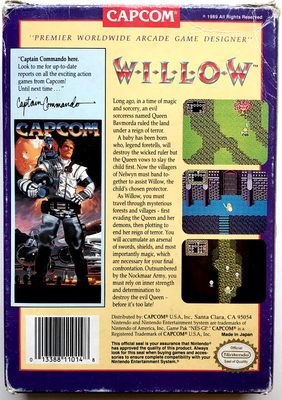 CAPCOM
© 1989 All Rights Reserved
"PREMIER WORLDWIDE ARCADE GAME DESIGNER"
"Captain Commando here.
Look me for up-to-date
reports on all the exciting action
games from Capcom!
Until next time . . ."
Captain Commando
CAPCOM
WILLOW™
Long ago, in a time of magic
and sorcery, an evil
sorceress named Queen
Bavmorda ruled the land
under a reign of terror.
A baby has been born
who, legend foretells, will
destroy the wicked ruler but
the Queen vows to slay the
child first. Now the villagers
of Nelwyn must band to-
gether to assist Willow, the
child's chosen protector.
As Willow, you must
travel through mysterious
forests and villages - first
evading the Queen and her
demons, then plotting to
end her reign of terror. You
will accumulate an arsenal
of swords, shields, and most
importantly, magic, which
are necessary for your final
confrontation. Outnumbered
by the Nuckmaar Army, you
must rely on inner strength
and determination to
destroy the evil Queen -
before it's too late!
0 13388 11014 8
Distributed by: CAPCOM U.S.A, Inc. Santa Clara, CA 95054
Nintendo and Nintendo Entertainment System are trademarks of
Nintendo of America, Inc. Game Pak "NES-GP." CAPCOM is a
Registered Trademark of CAPCOM U.S.A., Inc.
Made in Japan
This official seal is your assurance that Nintendo
has approved the quality of this product. Always
look for this seal when buying games and acces-
sories to ensure complete compatibility with your
Nintendo Entertainment System.
Official
Nintendo
Seal of Quality